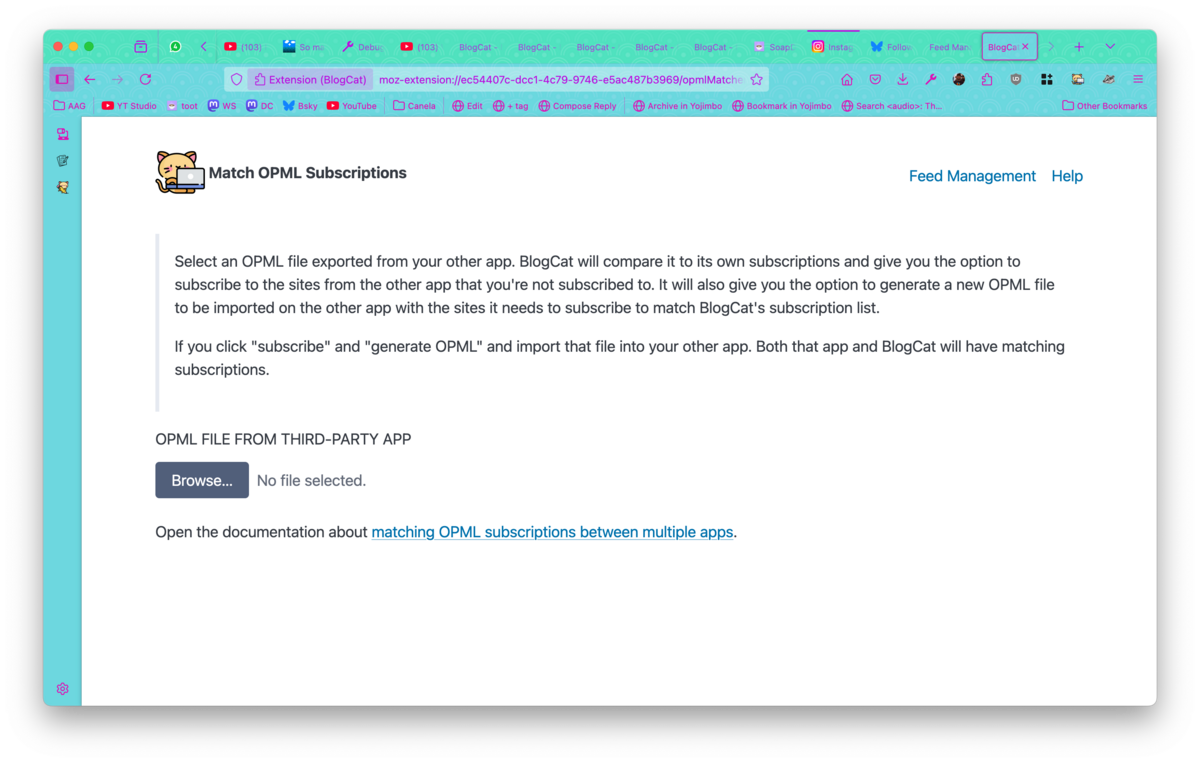 4
(103)
So ma
Debu
(103)
BlogCat -
BlogCat -
BlogCat -
BlogCat -
BlogCat -
Soapl
Instag
Follov
Feed Man
BlogCat
Extension (BlogCat)
moz-extension://ec54407c-dcc1-4c79-9746-e5ac487b3969/opmlMatche
AAG
YT Studio
toot
WS
DC
Bsky
YouTube
Canela
Edit
+ tag
Compose Reply
Archive in Yojimbo
Bookmark in Yojimbo
Search <audio>: Th...
Other Bookmarks
Match OPML Subscriptions
Feed Management
Help
Select an OPML file exported from your other app. BlogCat will compare it to its own subscriptions and give you the option to
subscribe to the sites from the other app that you're not subscribed to. It will also give you the option to generate a new OPML file
to be imported on the other app with the sites it needs to subscribe to match BlogCat's subscription list.
If you click "subscribe" and "generate OPML" and import that file into your other app. Both that app and BlogCat will have matching
subscriptions.
OPML FILE FROM THIRD-PARTY APP
Browse...
No file selected.
Open the documentation about matching OPML subscriptions between multiple apps.